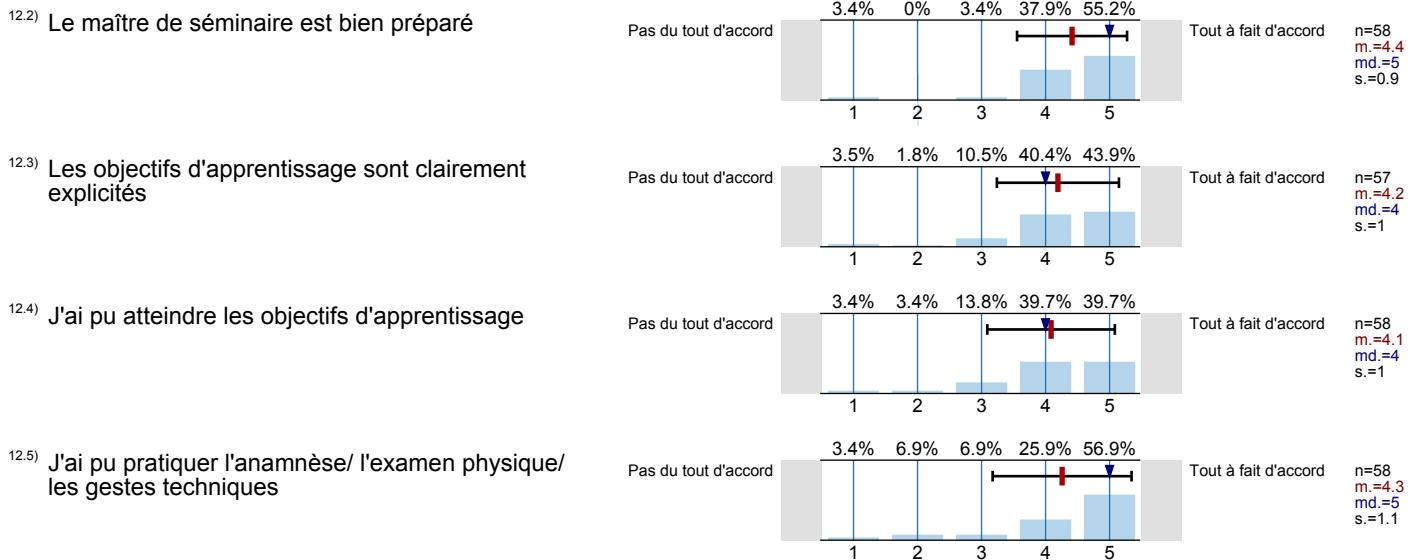 12.2) Le maître de séminaire est bien préparé
Pas du tout d'accord
3.4% 0% 3.4% 37.9% 55.2%
1 2 3 4 5
Tout à fait d'accord
n=58
m.=4.4
md.=5
s.=0.9
12.3) Les objectifs d'apprentissage sont clairement
explicités
Pas du tout d'accord
3.5% 1.8% 10.5% 40.4% 43.9%
1 2 3 4 5
Tout à fait d'accord
n=57
m.=4.2
md.=4
s.=1
12.4) J'ai pu atteindre les objectifs d'apprentissage
Pas du tout d'accord
3.4% 3.4% 13.8% 39.7% 39.7%
1 2 3 4 5
Tout à fait d'accord
n=58
m.=4.1
md.=4
s.=1
12.5) J'ai pu pratiquer l'anamnèse/ l'examen physique/
les gestes techniques
Pas du tout d'accord
3.4% 6.9% 6.9% 25.9% 56.9%
1 2 3 4 5
Tout à fait d'accord
n=58
m.=4.3
md.=5
s.=1.1